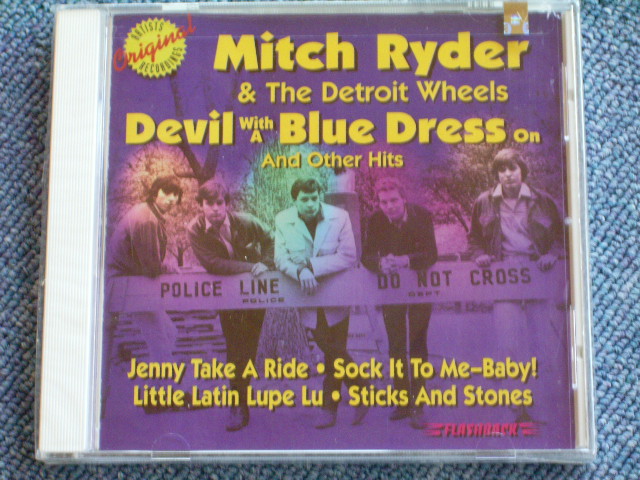 ARTISTS
Original
RECORDINGS
Mitch Ryder
& The Detroit Wheels
Devil With A Blue Dress On
And Other Hits
POLICE LINE DO NOT CROSS
POLICE DEPT
Jenny Take A Ride • Sock It To Me–Baby!
Little Latin Lupe Lu • Sticks And Stones
FLASHBACK